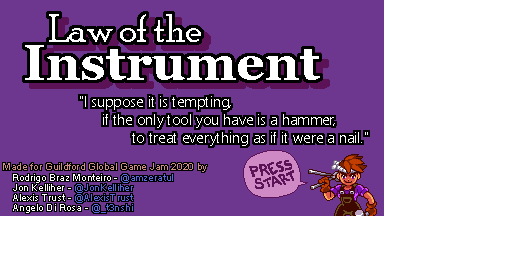 Law of the
Instrument
"I suppose it is tempting,
if the only tool you have is a hammer,
to treat everything as if it were a nail."
PRESS
START
Made for Guildford Global Game Jam 2020 by
Rodrigo Braz Monteiro - @amzeratul
Jon Kelliher - @JonKelliher
Alexis Trust - @AlexisTrust
Angelo Di Rosa - @_t3nshi